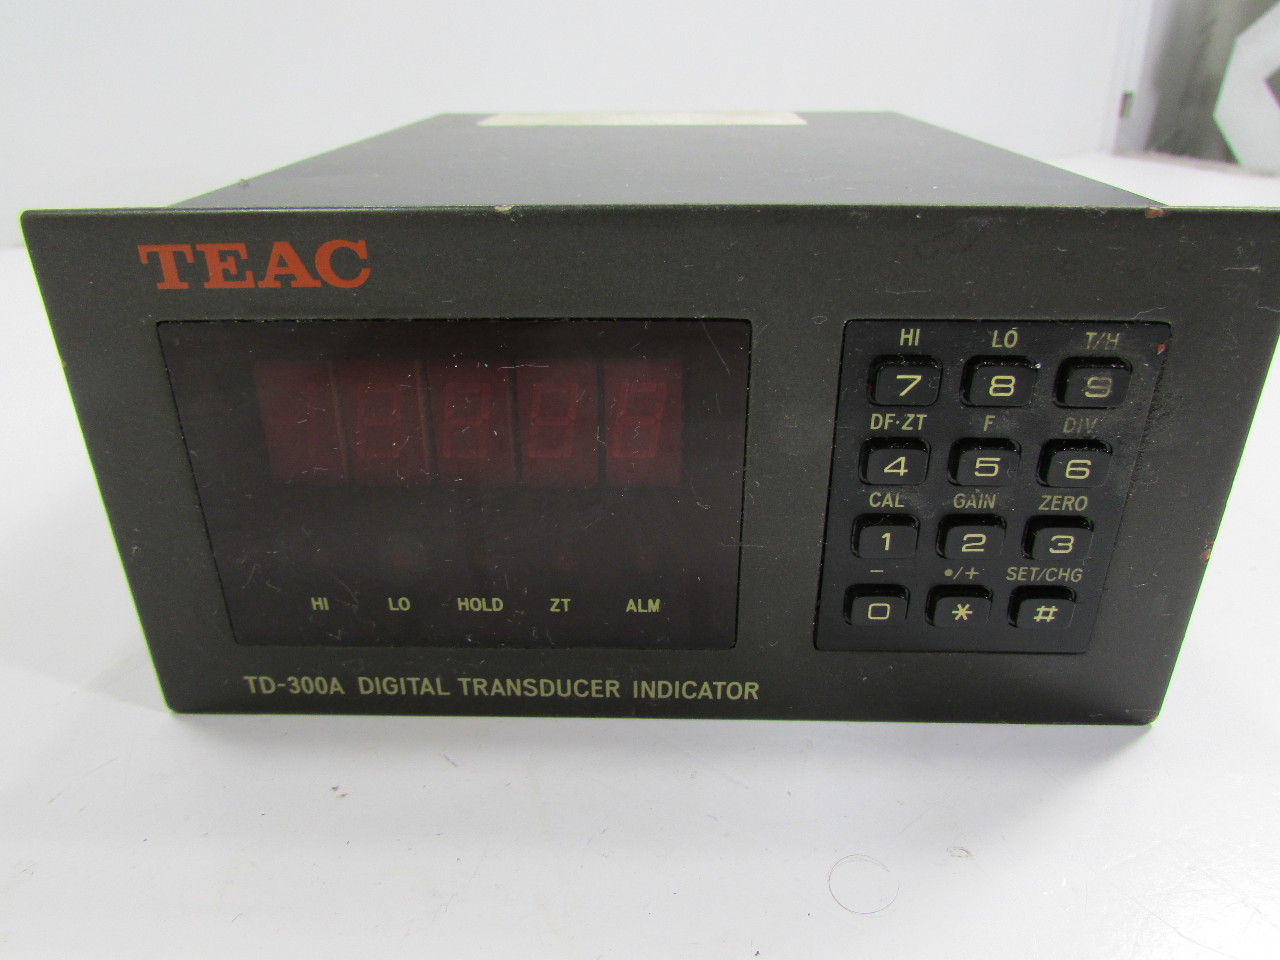 TEAC
HI LO T/H
7 8 9
DF·ZT F DIV
4 5 6
CAL GAIN ZERO
1 2 3
− •/+ SET/CHG
0 * #
HI LO HOLD ZT ALM
TD-300A DIGITAL TRANSDUCER INDICATOR